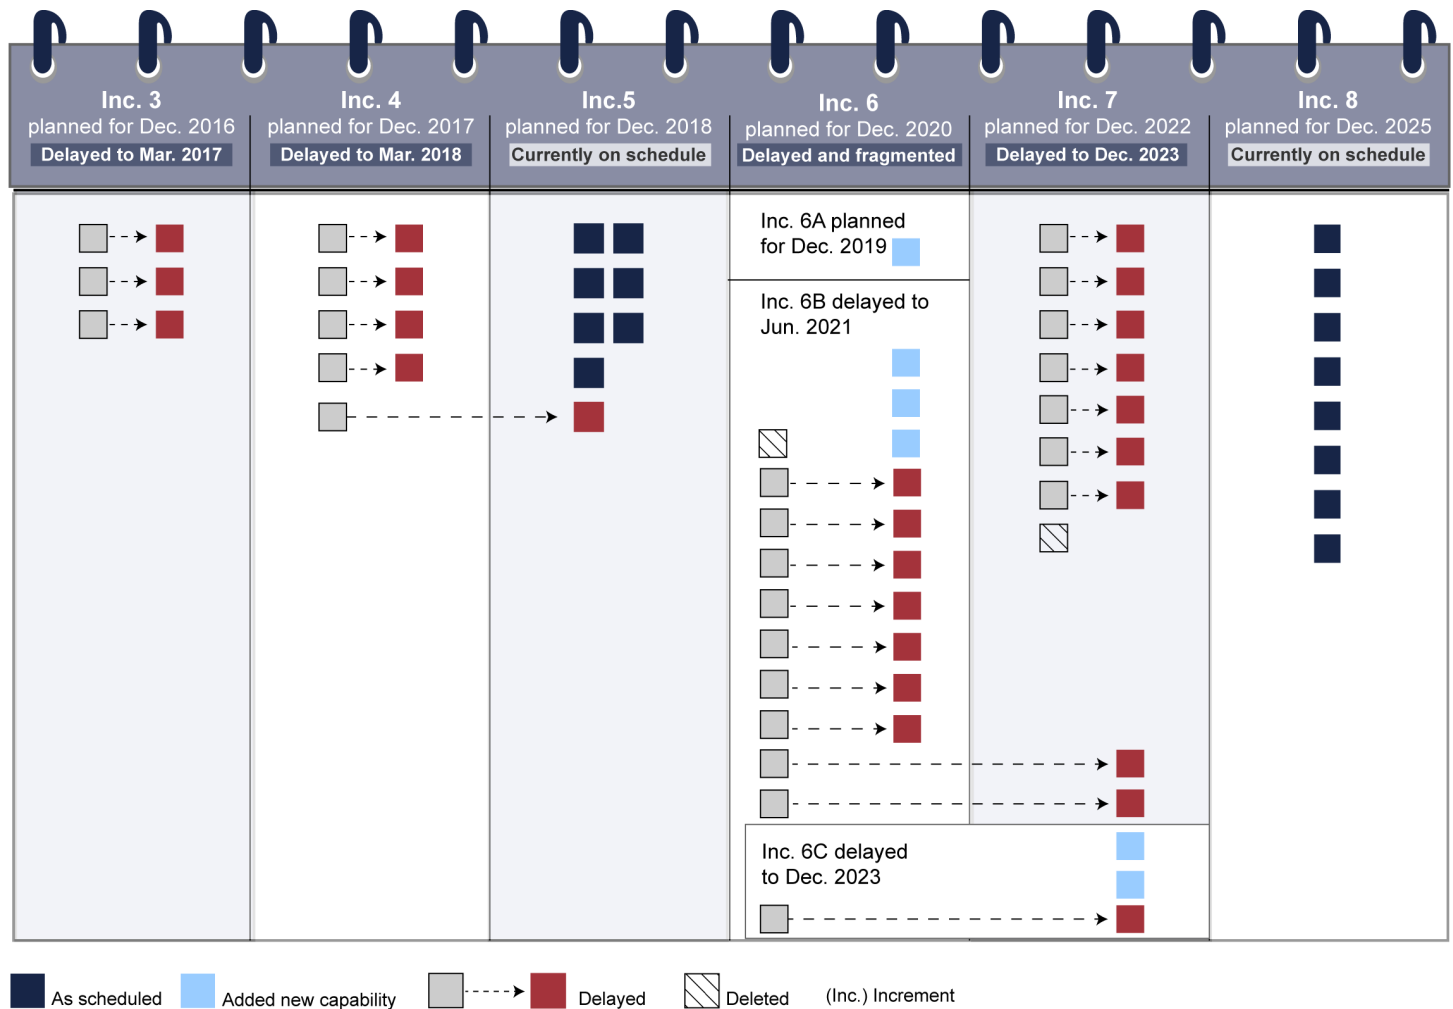 Inc. 3
planned for Dec. 2016
Delayed to Mar. 2017
Inc. 4
planned for Dec. 2017
Delayed to Mar. 2018
Inc.5
planned for Dec. 2018
Currently on schedule
Inc. 6
planned for Dec. 2020
Delayed and fragmented
Inc. 7
planned for Dec. 2022
Delayed to Dec. 2023
Inc. 8
planned for Dec. 2025
Currently on schedule
Inc. 6A planned
for Dec. 2019
Inc. 6B delayed to
Jun. 2021
Inc. 6C delayed
to Dec. 2023
As scheduled
Added new capability
Delayed
Deleted
(Inc.) Increment